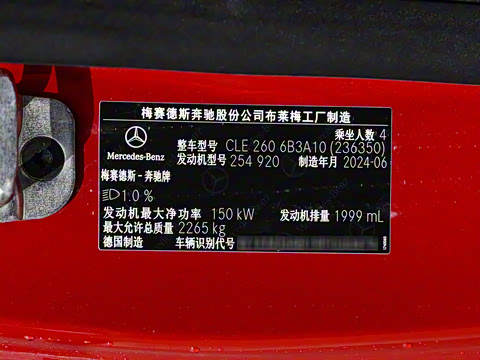 梅赛德斯奔驰股份公司布莱梅工厂制造
乘坐人数 4
整车型号 CLE 260 6B3A10 (236350)
Mercedes-Benz
发动机型号 254 920 制造年月 2024-06
梅赛德斯-奔驰牌
1.0 %
发动机最大净功率 150 kW 发动机排量 1999 mL
最大允许总质量 2265 kg
德国制造 车辆识别代号